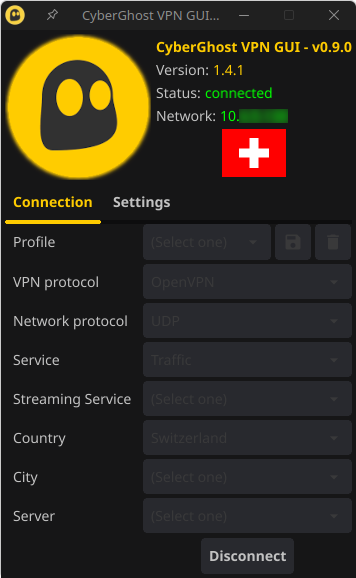 CyberGhost VPN GUI...
CyberGhost VPN GUI - v0.9.0
Version: 1.4.1
Status: connected
Network: 10.
Connection Settings
Profile (Select one)
VPN protocol OpenVPN
Network protocol UDP
Service Traffic
Streaming Service (Select one)
Country Switzerland
City (Select one)
Server (Select one)
Disconnect